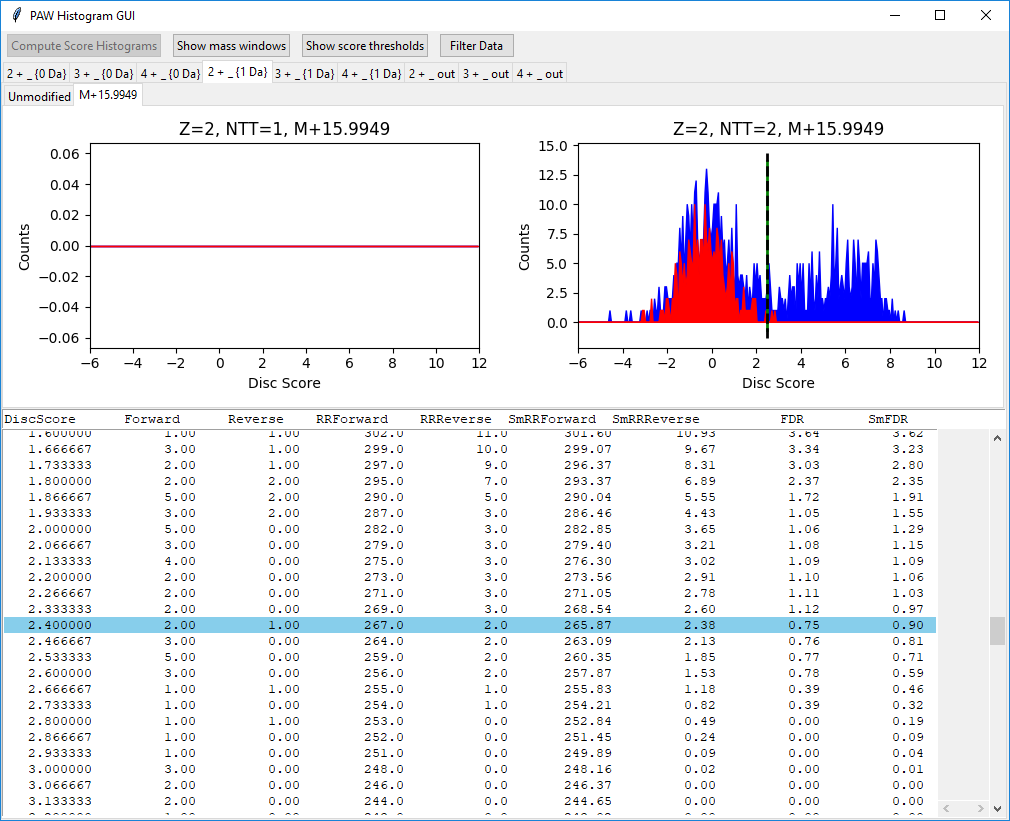 PAW Histogram GUI
Compute Score Histograms Show mass windows Show score thresholds Filter Data
2 + _ {0 Da} 3 + _ {0 Da} 4 + _ {0 Da} 2 + _ {1 Da} 3 + _ {1 Da} 4 + _ {1 Da} 2 + _ out 3 + _ out 4 + _ out
Unmodified M+15.9949
Z=2, NTT=1, M+15.9949
0.06
0.04
0.02
0.00
−0.02
−0.04
−0.06
Counts
−6 −4 −2 0 2 4 6 8 10 12
Disc Score
Z=2, NTT=2, M+15.9949
15.0
12.5
10.0
7.5
5.0
2.5
0.0
Counts
−6 −4 −2 0 2 4 6 8 10 12
Disc Score
DiscScore Forward Reverse RRForward RRReverse SmRRForward SmRRReverse FDR SmFDR
1.600000 1.00 1.00 302.0 11.0 301.60 10.93 3.64 3.62
1.666667 3.00 1.00 299.0 10.0 299.07 9.67 3.34 3.23
1.733333 2.00 1.00 297.0 9.0 296.37 8.31 3.03 2.80
1.800000 2.00 2.00 295.0 7.0 293.37 6.89 2.37 2.35
1.866667 5.00 2.00 290.0 5.0 290.04 5.55 1.72 1.91
1.933333 3.00 2.00 287.0 3.0 286.46 4.43 1.05 1.55
2.000000 5.00 0.00 282.0 3.0 282.85 3.65 1.06 1.29
2.066667 3.00 0.00 279.0 3.0 279.40 3.21 1.08 1.15
2.133333 4.00 0.00 275.0 3.0 276.30 3.02 1.09 1.09
2.200000 2.00 0.00 273.0 3.0 273.56 2.91 1.10 1.06
2.266667 2.00 0.00 271.0 3.0 271.05 2.78 1.11 1.03
2.333333 2.00 0.00 269.0 3.0 268.54 2.60 1.12 0.97
2.400000 2.00 1.00 267.0 2.0 265.87 2.38 0.75 0.90
2.466667 3.00 0.00 264.0 2.0 263.09 2.13 0.76 0.81
2.533333 5.00 0.00 259.0 2.0 260.35 1.85 0.77 0.71
2.600000 3.00 0.00 256.0 2.0 257.87 1.53 0.78 0.59
2.666667 1.00 1.00 255.0 1.0 255.83 1.18 0.39 0.46
2.733333 1.00 0.00 254.0 1.0 254.21 0.82 0.39 0.32
2.800000 1.00 1.00 253.0 0.0 252.84 0.49 0.00 0.19
2.866667 1.00 0.00 252.0 0.0 251.45 0.24 0.00 0.09
2.933333 1.00 0.00 251.0 0.0 249.89 0.09 0.00 0.04
3.000000 3.00 0.00 248.0 0.0 248.16 0.02 0.00 0.01
3.066667 2.00 0.00 246.0 0.0 246.37 0.00 0.00 0.00
3.133333 2.00 0.00 244.0 0.0 244.65 0.00 0.00 0.00